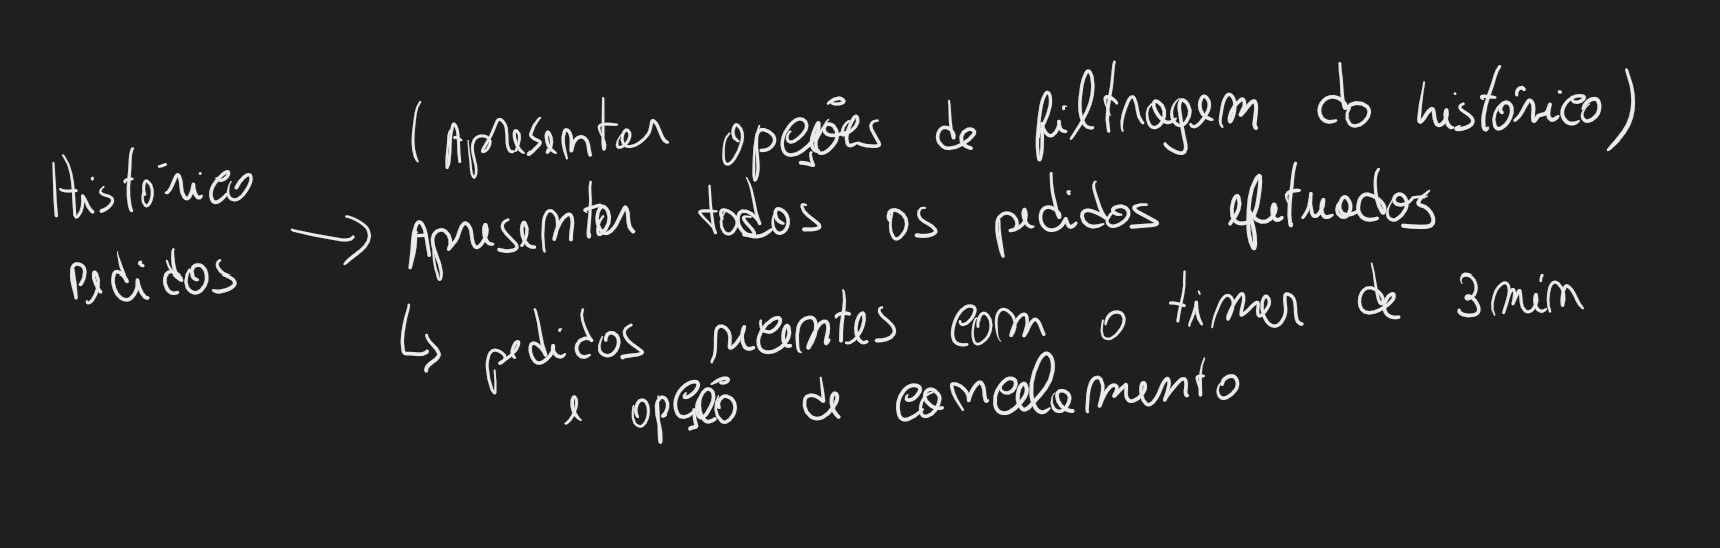 Histórico
Pedidos
(Apresentar opções de filtragem do histórico)
→ Apresentar todos os pedidos efetuados
↳ pedidos recentes com o timer de 3 min
e opção de cancelamento